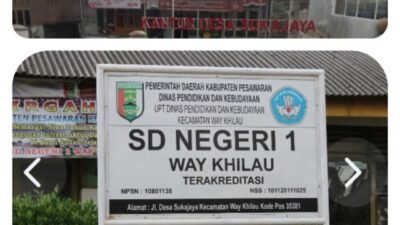 KANTOR DESA SUKAJAYA
PEMERINTAH DAERAH KABUPATEN PESAWARAN
DINAS PENDIDIKAN DAN KEBUDAYAAN
UPT DINAS PENDIDIKAN DAN KEBUDAYAAN
KECAMATAN WAY KHILAU
SD NEGERI 1
WAY KHILAU
TERAKREDITASI
NPSN : 10801138 NSS : 101120111025
Alamat : Jl. Desa Sukajaya Kecamatan Way Khilau Kode Pos 35381